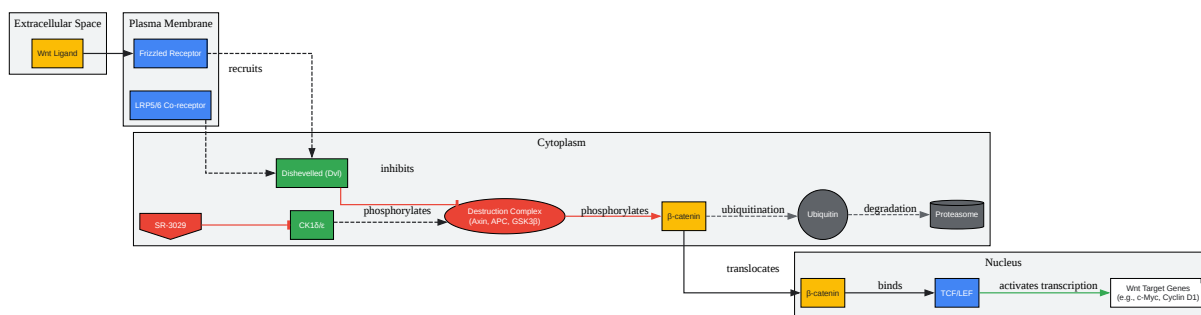 Extracellular Space
Plasma Membrane
Wnt Ligand
Frizzled Receptor
recruits
LRP5/6 Co-receptor
Cytoplasm
Dishevelled (Dvl)
inhibits
SR-3029
CK1δ/ε
phosphorylates
Destruction Complex
(Axin, APC, GSK3β)
phosphorylates
β-catenin
ubiquitination
Ubiquitin
degradation
Proteasome
translocates
Nucleus
β-catenin
binds
TCF/LEF
activates transcription
Wnt Target Genes
(e.g., c-Myc, Cyclin D1)